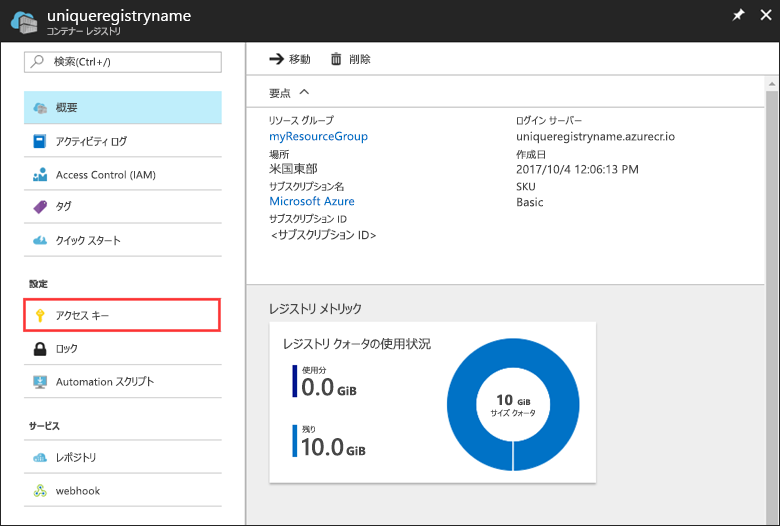 uniqueregistryname
コンテナー レジストリ
検索(Ctrl+/)
概要
アクティビティ ログ
Access Control (IAM)
タグ
クイック スタート
設定
アクセス キー
ロック
Automation スクリプト
サービス
レポジトリ
webhook
移動
削除
要点
リソース グループ
myResourceGroup
場所
米国東部
サブスクリプション名
Microsoft Azure
サブスクリプション ID
<サブスクリプション ID>
ログイン サーバー
uniqueregistryname.azurecr.io
作成日
2017/10/4 12:06:13 PM
SKU
Basic
レジストリ メトリック
レジストリ クォータの使用状況
使用分
0.0 GiB
残り
10.0 GiB
10 GiB
サイズ クォータ